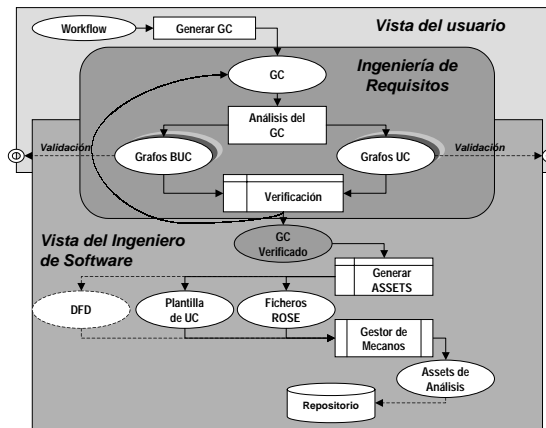 Vista del usuario
Workflow
Generar GC
Ingeniería de
Requisitos
GC
Análisis del
GC
Validación
Grafos BUC
Grafos UC
Validación
Verificación
Vista del Ingeniero
de Software
GC
Verificado
Generar
ASSETS
DFD
Plantilla
de UC
Ficheros
ROSE
Gestor de
Mecanos
Assets de
Análisis
Repositorio